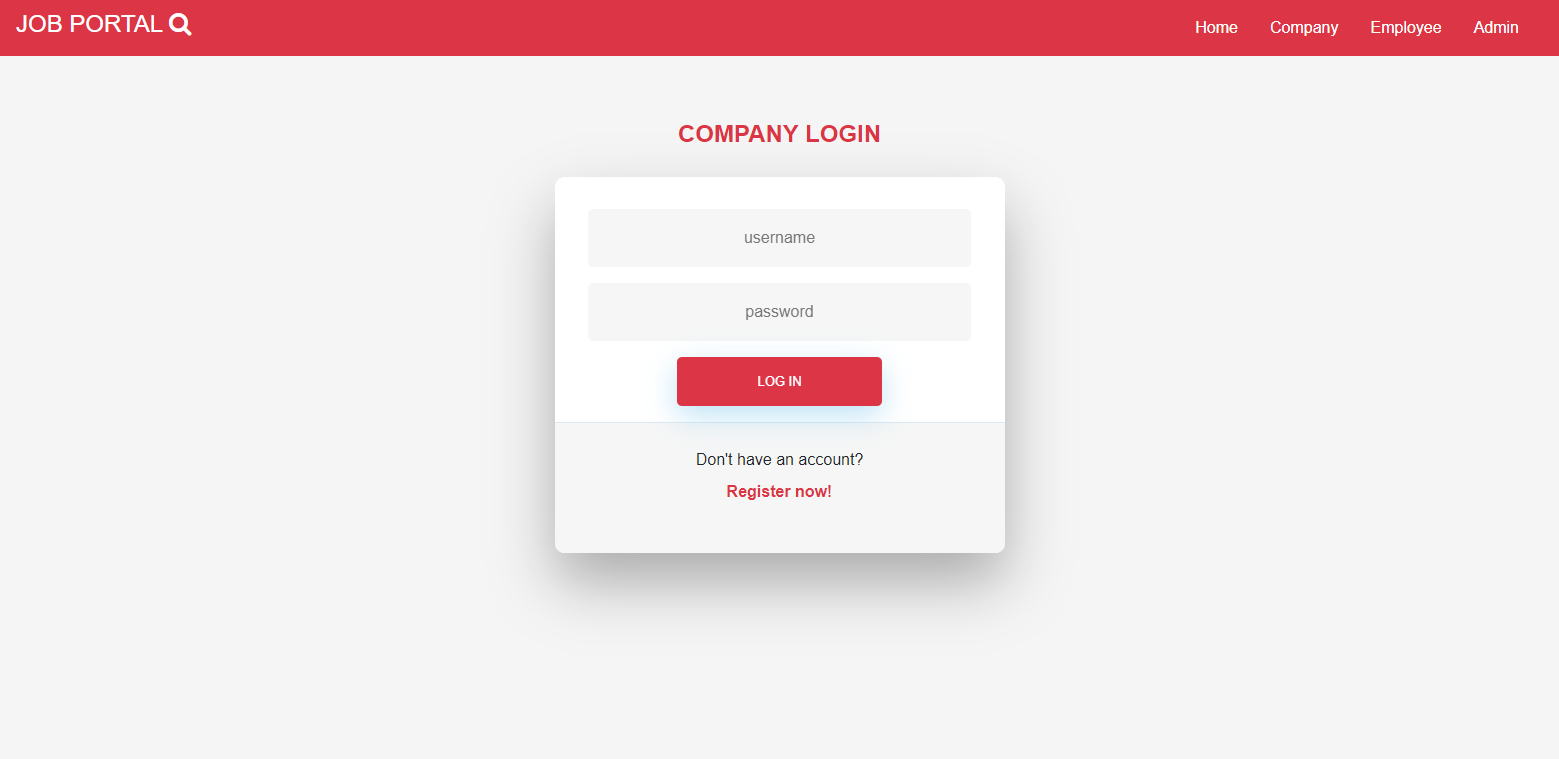 JOB PORTAL
Home Company Employee Admin
COMPANY LOGIN
username
password
LOG IN
Don't have an account?
Register now!